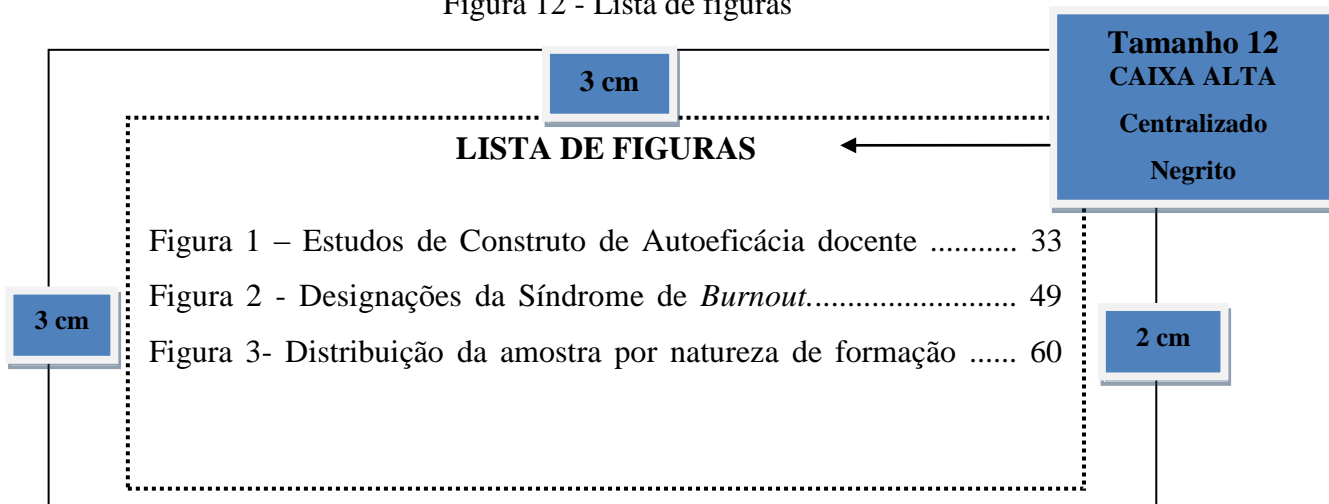 Figura 12 - Lista de figuras
3 cm
Tamanho 12
CAIXA ALTA
Centralizado
Negrito
LISTA DE FIGURAS
Figura 1 – Estudos de Construto de Autoeficácia docente ........... 33
Figura 2 - Designações da Síndrome de Burnout........................ 49
Figura 3- Distribuição da amostra por natureza de formação ...... 60
3 cm
2 cm